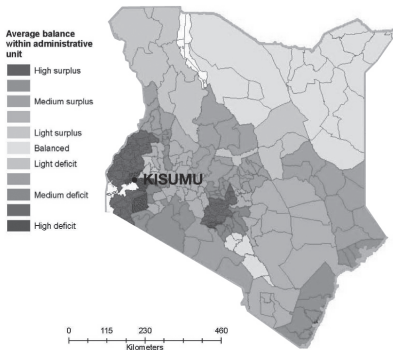 Average balance
within administrative
unit
High surplus
Medium surplus
Light surplus
Balanced
Light deficit
Medium deficit
High deficit
KISUMU
0 115 230 460
Kilometers